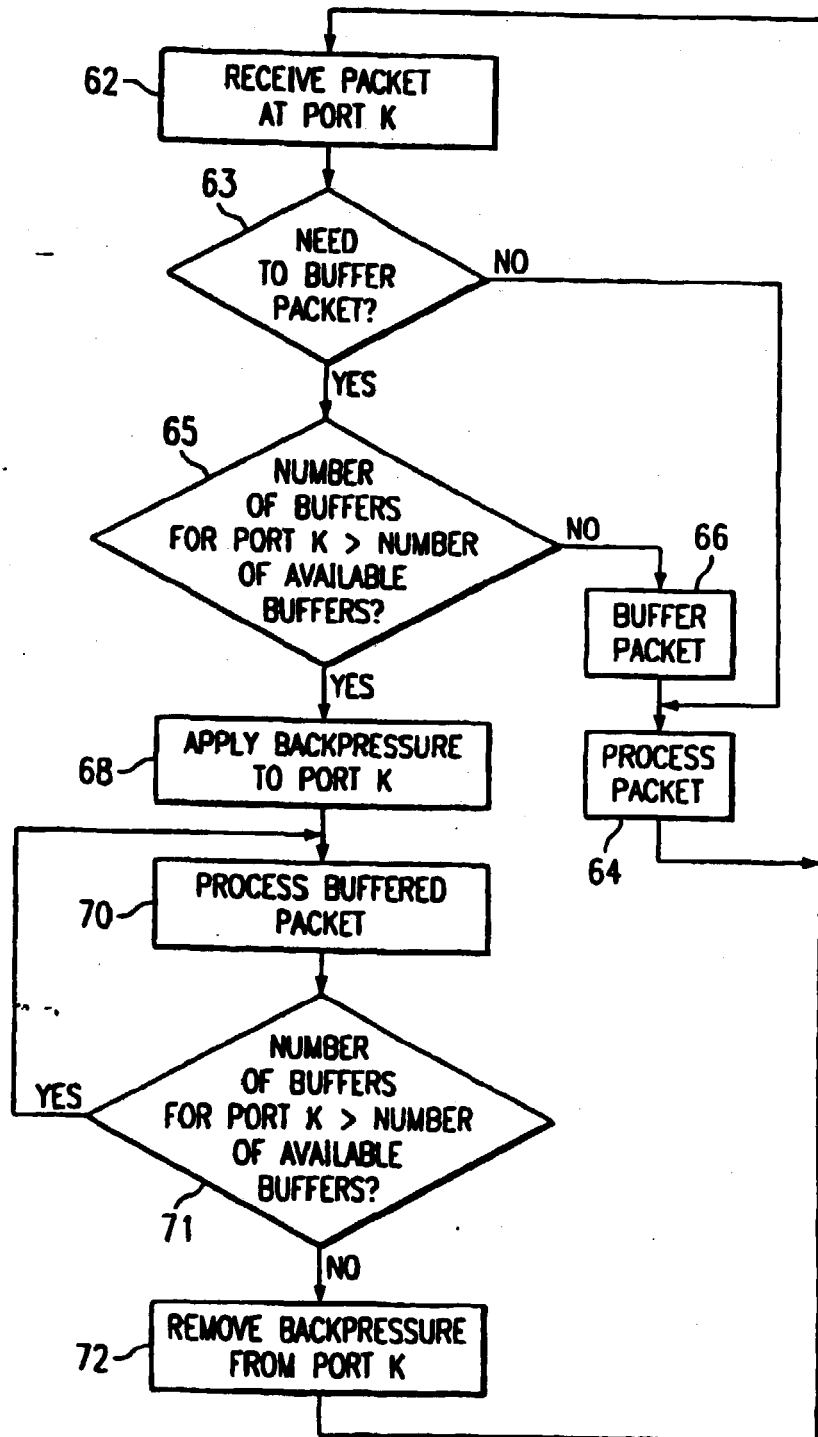 62
RECEIVE PACKET
AT PORT K
63
NEED
TO BUFFER
PACKET?
NO
YES
65
NUMBER
OF BUFFERS
FOR PORT K > NUMBER
OF AVAILABLE
BUFFERS?
NO
66
BUFFER
PACKET
YES
68
APPLY BACKPRESSURE
TO PORT K
PROCESS
PACKET
64
70
PROCESS BUFFERED
PACKET
NUMBER
OF BUFFERS
FOR PORT K > NUMBER
OF AVAILABLE
BUFFERS?
YES
71
NO
72
REMOVE BACKPRESSURE
FROM PORT K